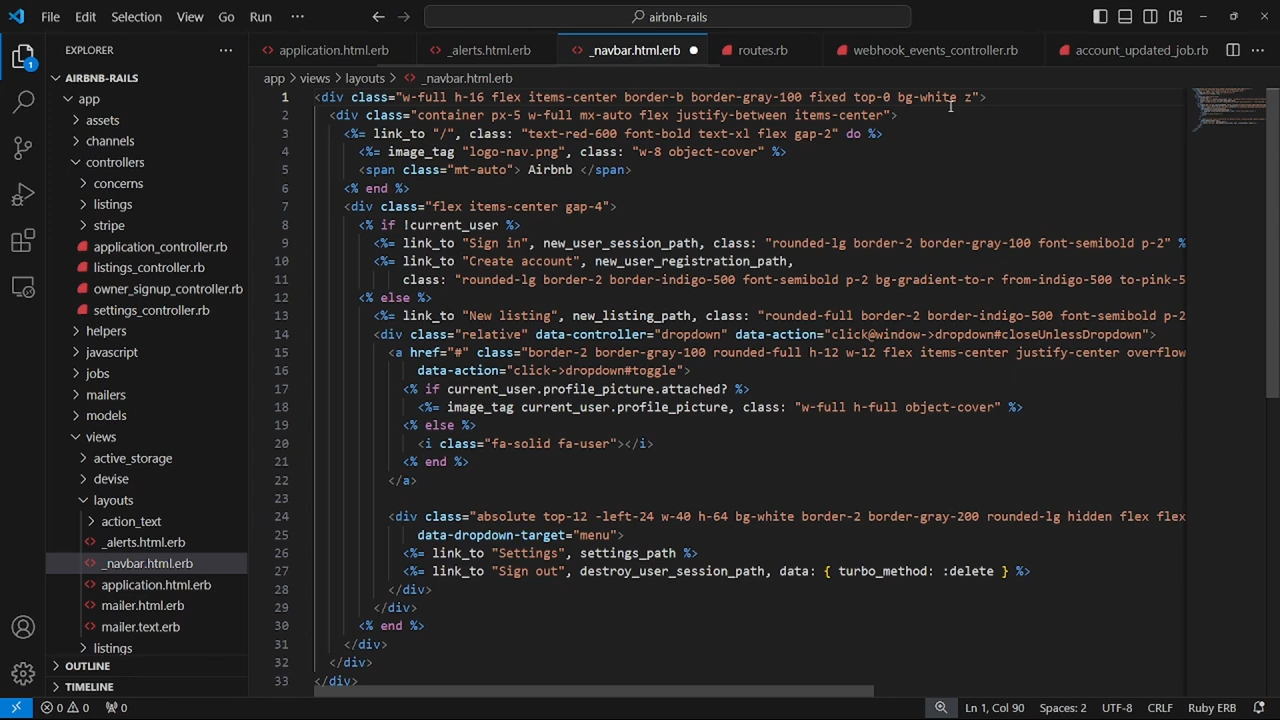 File Edit Selection View Go Run ··· airbnb-rails
EXPLORER
application.html.erb _alerts.html.erb _navbar.html.erb routes.rb webhook_events_controller.rb account_updated_job.rb
AIRBNB-RAILS
app
assets
channels
controllers
concerns
listings
stripe
application_controller.rb
listings_controller.rb
owner_signup_controller.rb
settings_controller.rb
helpers
javascript
jobs
mailers
models
views
active_storage
devise
layouts
action_text
_alerts.html.erb
_navbar.html.erb
application.html.erb
mailer.html.erb
mailer.text.erb
listings
OUTLINE
TIMELINE
app > views > layouts > _navbar.html.erb
1 <div class="w-full h-16 flex items-center border-b border-gray-100 fixed top-0 bg-white z">
2 <div class="container px-5 w-full mx-auto flex justify-between items-center">
3 <%= link_to "/", class: "text-red-600 font-bold text-xl flex gap-2" do %>
4 <%= image_tag "logo-nav.png", class: "w-8 object-cover" %>
5 <span class="mt-auto"> Airbnb </span>
6 <% end %>
7 <div class="flex items-center gap-4">
8 <% if !current_user %>
9 <%= link_to "Sign in", new_user_session_path, class: "rounded-lg border-2 border-gray-100 font-semibold p-2" %
10 <%= link_to "Create account", new_user_registration_path,
11 class: "rounded-lg border-2 border-indigo-500 font-semibold p-2 bg-gradient-to-r from-indigo-500 to-pink-5
12 <% else %>
13 <%= link_to "New listing", new_listing_path, class: "rounded-full border-2 border-indigo-500 font-semibold p-2
14 <div class="relative" data-controller="dropdown" data-action="click@window->dropdown#closeUnlessDropdown">
15 <a href="#" class="border-2 border-gray-100 rounded-full h-12 w-12 flex items-center justify-center overflow
16 data-action="click->dropdown#toggle">
17 <% if current_user.profile_picture.attached? %>
18 <%= image_tag current_user.profile_picture, class: "w-full h-full object-cover" %>
19 <% else %>
20 <i class="fa-solid fa-user"></i>
21 <% end %>
22 </a>
23
24 <div class="absolute top-12 -left-24 w-40 h-64 bg-white border-2 border-gray-200 rounded-lg hidden flex flex
25 data-dropdown-target="menu">
26 <%= link_to "Settings", settings_path %>
27 <%= link_to "Sign out", destroy_user_session_path, data: { turbo_method: :delete } %>
28 </div>
29 </div>
30 <% end %>
31 </div>
32 </div>
33 </div>
0 0 0 Ln 1, Col 90 Spaces: 2 UTF-8 CRLF Ruby ERB